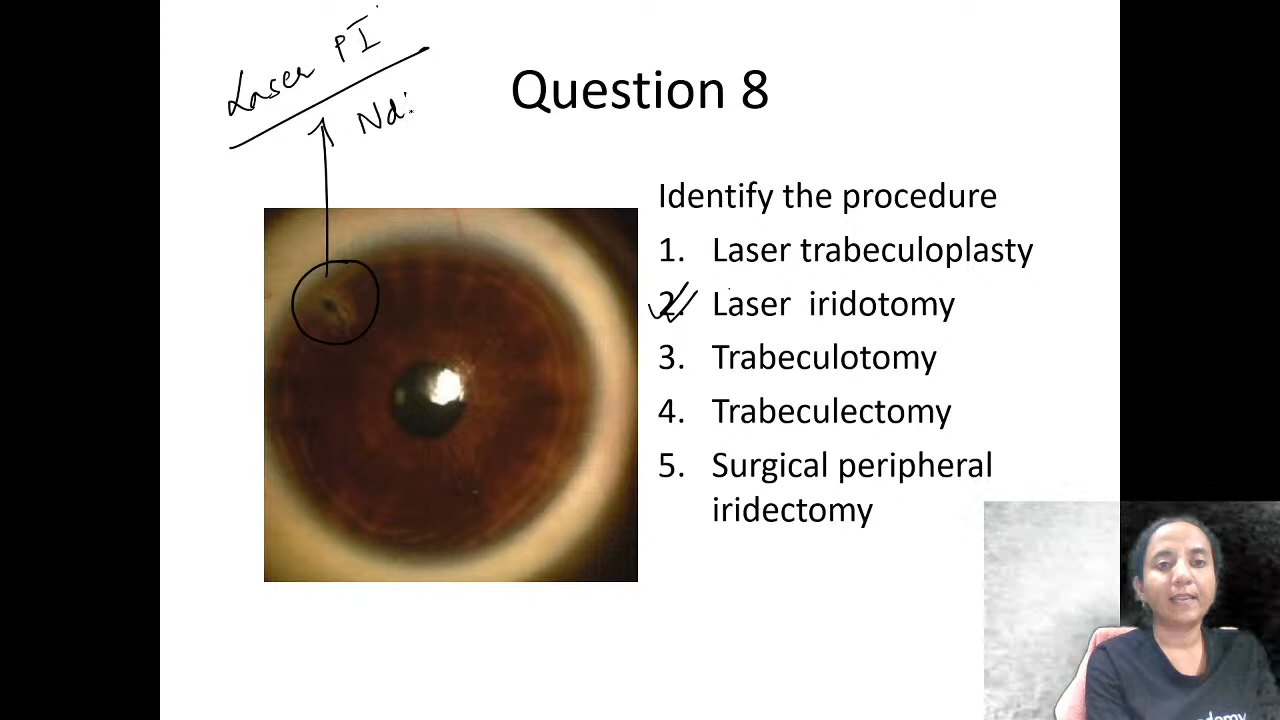 Laser PI
Nd:
Question 8
Identify the procedure
1. Laser trabeculoplasty
2. Laser iridotomy
3. Trabeculotomy
4. Trabeculectomy
5. Surgical peripheral
iridectomy